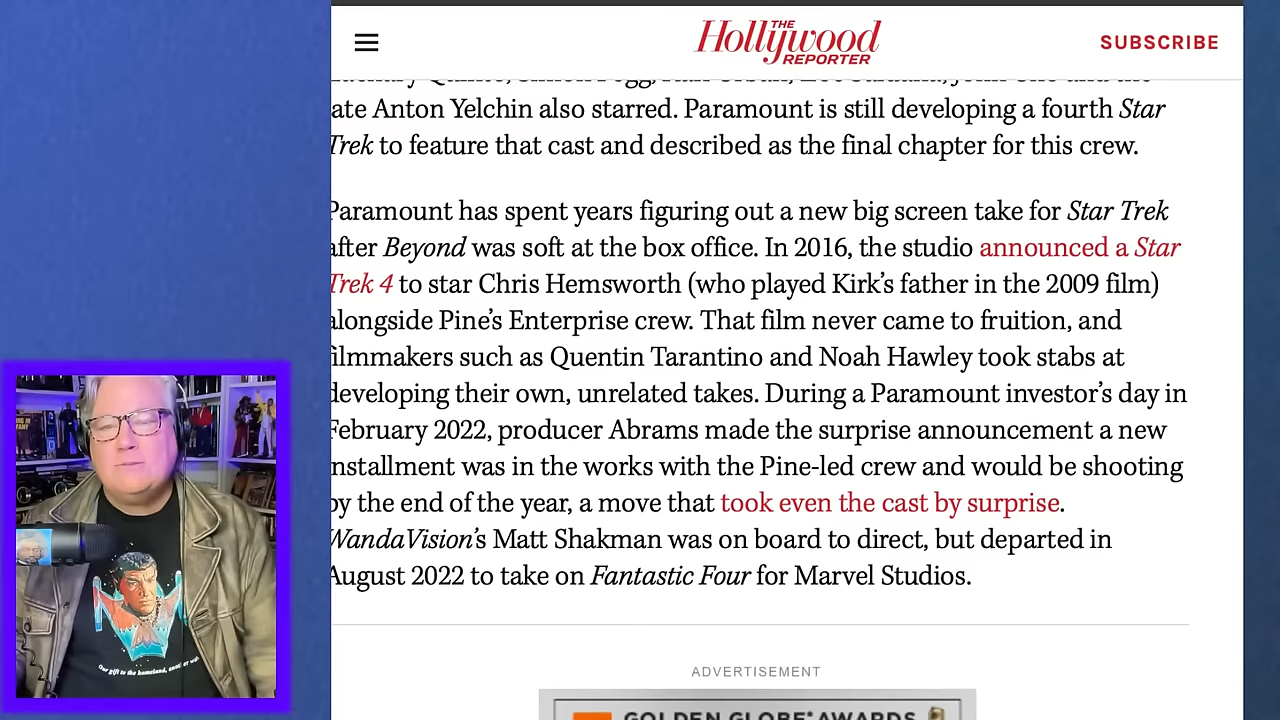 THE
Hollywood
REPORTER
SUBSCRIBE
ate Anton Yelchin also starred. Paramount is still developing a fourth Star
Trek to feature that cast and described as the final chapter for this crew.
Paramount has spent years figuring out a new big screen take for Star Trek
after Beyond was soft at the box office. In 2016, the studio announced a Star
Trek 4 to star Chris Hemsworth (who played Kirk’s father in the 2009 film)
alongside Pine’s Enterprise crew. That film never came to fruition, and
filmmakers such as Quentin Tarantino and Noah Hawley took stabs at
developing their own, unrelated takes. During a Paramount investor’s day in
February 2022, producer Abrams made the surprise announcement a new
nstallment was in the works with the Pine-led crew and would be shooting
by the end of the year, a move that took even the cast by surprise.
WandaVision’s Matt Shakman was on board to direct, but departed in
August 2022 to take on Fantastic Four for Marvel Studios.
ADVERTISEMENT
GOLDEN GLOBE® AWARDS
Our gift to the homeland,